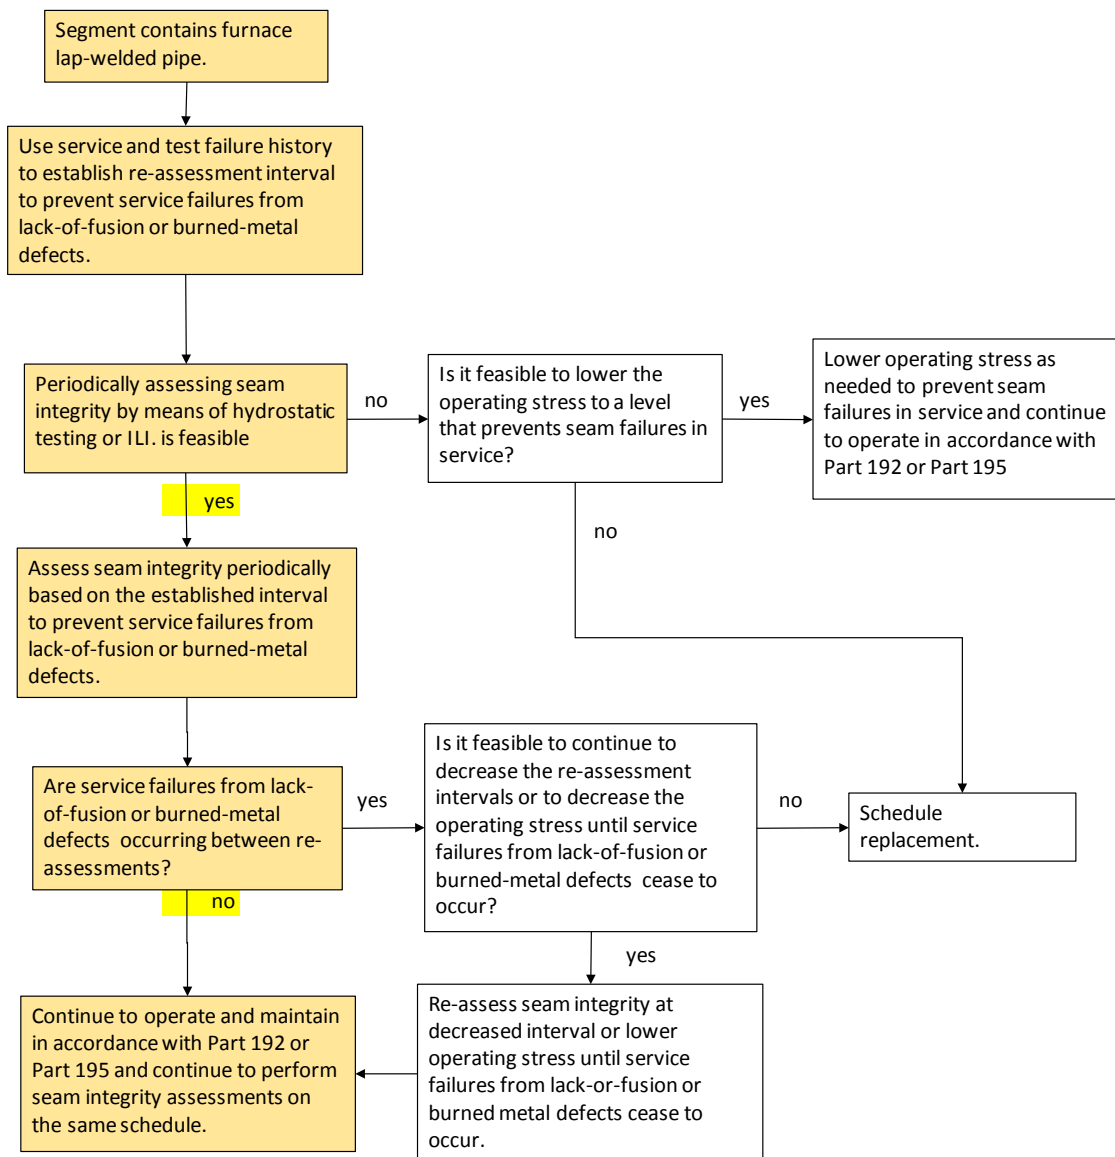 Segment contains furnace
lap-welded pipe.
Use service and test failure history
to establish re-assessment interval
to prevent service failures from
lack-of-fusion or burned-metal
defects.
Periodically assessing seam
integrity by means of hydrostatic
testing or ILI. is feasible
no
Is it feasible to lower the
operating stress to a level
that prevents seam failures in
service?
yes
Lower operating stress as
needed to prevent seam
failures in service and continue
to operate in accordance with
Part 192 or Part 195
yes
no
Assess seam integrity periodically
based on the established interval
to prevent service failures from
lack-of-fusion or burned-metal
defects.
Are service failures from lack-
of-fusion or burned-metal
defects  occurring between re-
assessments?
yes
Is it feasible to continue to
decrease the re-assessment
intervals or to decrease the
operating stress until service
failures from lack-of-fusion or
burned-metal defects  cease to
occur?
no
Schedule
replacement.
no
yes
Continue to operate and maintain
in accordance with Part 192 or
Part 195 and continue to perform
seam integrity assessments on
the same schedule.
Re-assess seam integrity at
decreased interval or lower
operating stress until service
failures from lack-or-fusion or
burned metal defects cease to
occur.